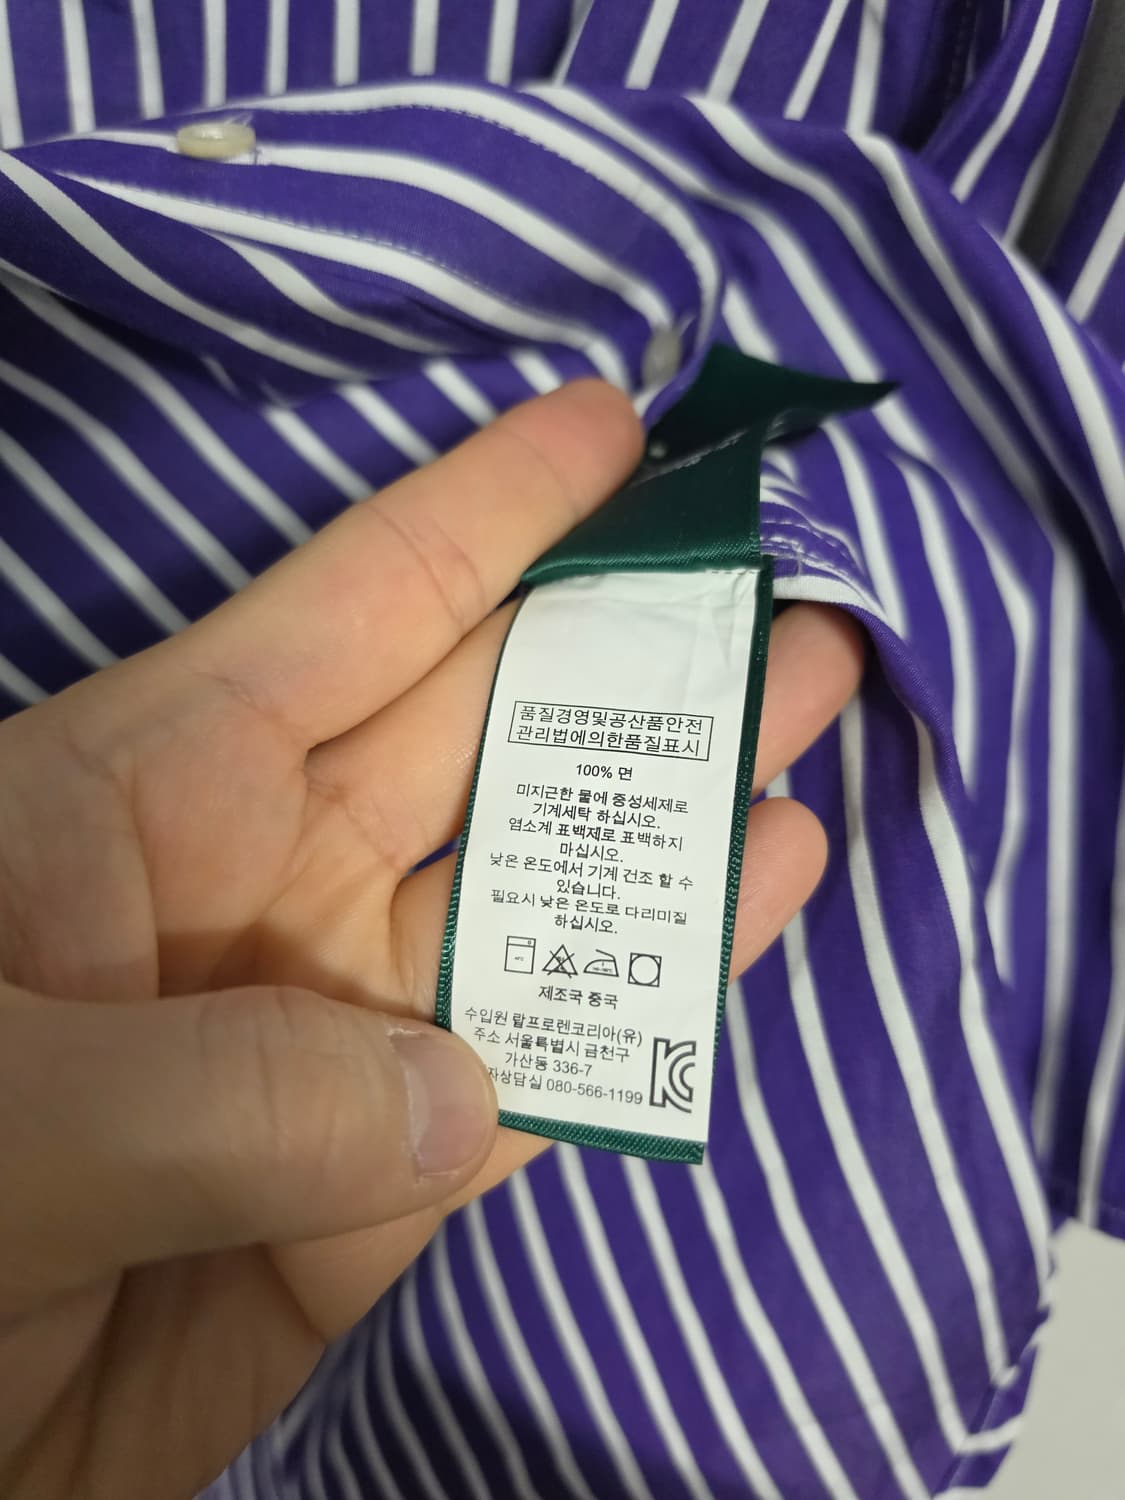 품질경영및공산품안전
관리법에의한품질표시
100% 면
미지근한 물에 중성세제로
기계세탁 하십시오.
염소계 표백제로 표백하지
마십시오.
낮은 온도에서 기계 건조 할 수
있습니다.
필요시 낮은 온도로 다리미질
하십시오.
제조국 중국
수입원 랄프로렌코리아(유)
주소 서울특별시 금천구
가산동 336-7
자상담실 080-566-1199